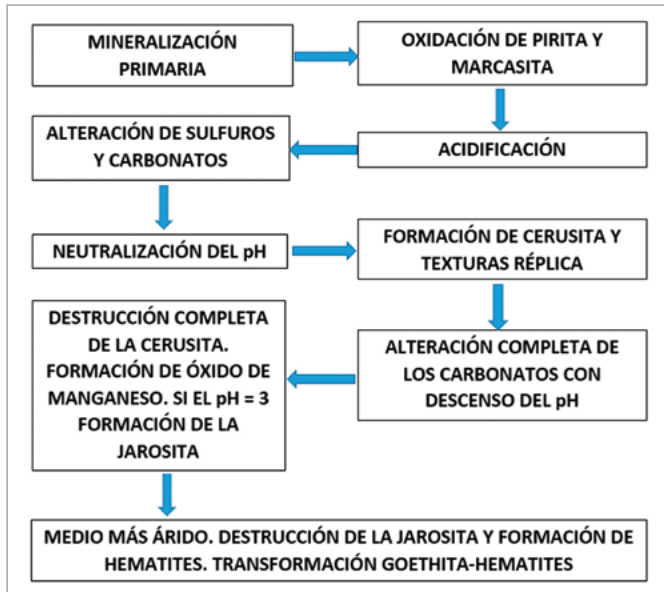 MINERALIZACIÓN
PRIMARIA
OXIDACIÓN DE PIRITA Y
MARCASITA
ACIDIFICACIÓN
ALTERACIÓN DE SULFUROS
Y CARBONATOS
NEUTRALIZACIÓN DEL pH
FORMACIÓN DE CERUSITA Y
TEXTURAS RÉPLICA
ALTERACIÓN COMPLETA DE
LOS CARBONATOS CON
DESCENSO DEL pH
DESTRUCCIÓN COMPLETA
DE LA CERUSITA.
FORMACIÓN DE ÓXIDO DE
MANGANESO. SI EL pH = 3
FORMACIÓN DE LA
JAROSITA
MEDIO MÁS ÁRIDO. DESTRUCCIÓN DE LA JAROSITA Y FORMACIÓN DE
HEMATITES. TRANSFORMACIÓN GOETHITA-HEMATITES